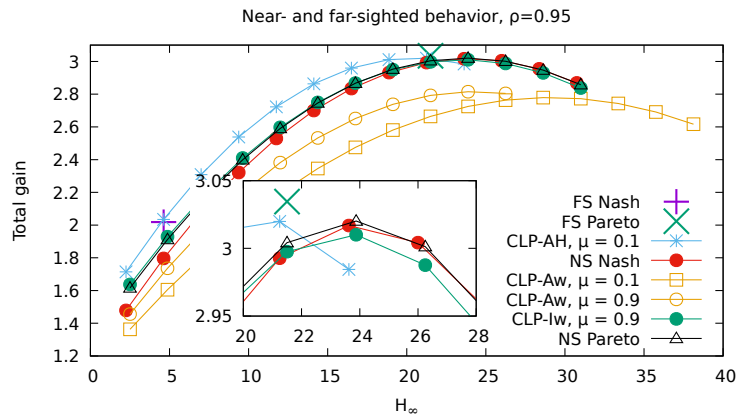 Near- and far-sighted behavior, ρ=0.95
Total gain
3
2.8
2.6
2.4
2.2
2
1.8
1.6
1.4
1.2
0 5 10 15 20 25 30 35 40
H∞
3.05
3
2.95
20 22 24 26 28
FS Nash
FS Pareto
CLP-AH, μ = 0.1
NS Nash
CLP-Aw, μ = 0.1
CLP-Aw, μ = 0.9
CLP-Iw, μ = 0.9
NS Pareto